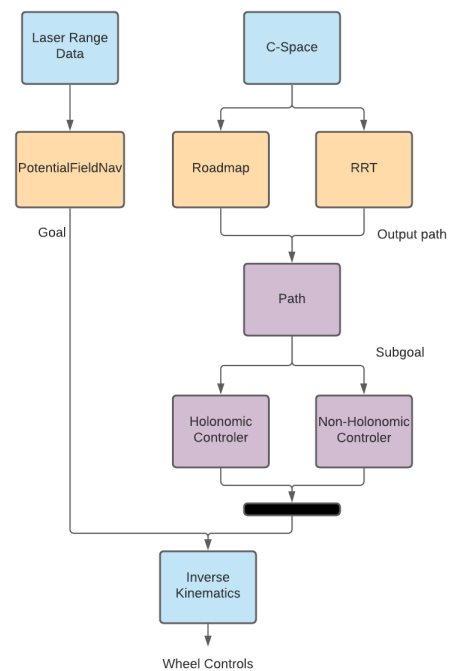 Laser Range
Data
C-Space
PotentialFieldNav
Roadmap
RRT
Goal
Output path
Path
Subgoal
Holonomic
Controler
Non-Holonomic
Controler
Inverse
Kinematics
Wheel Controls